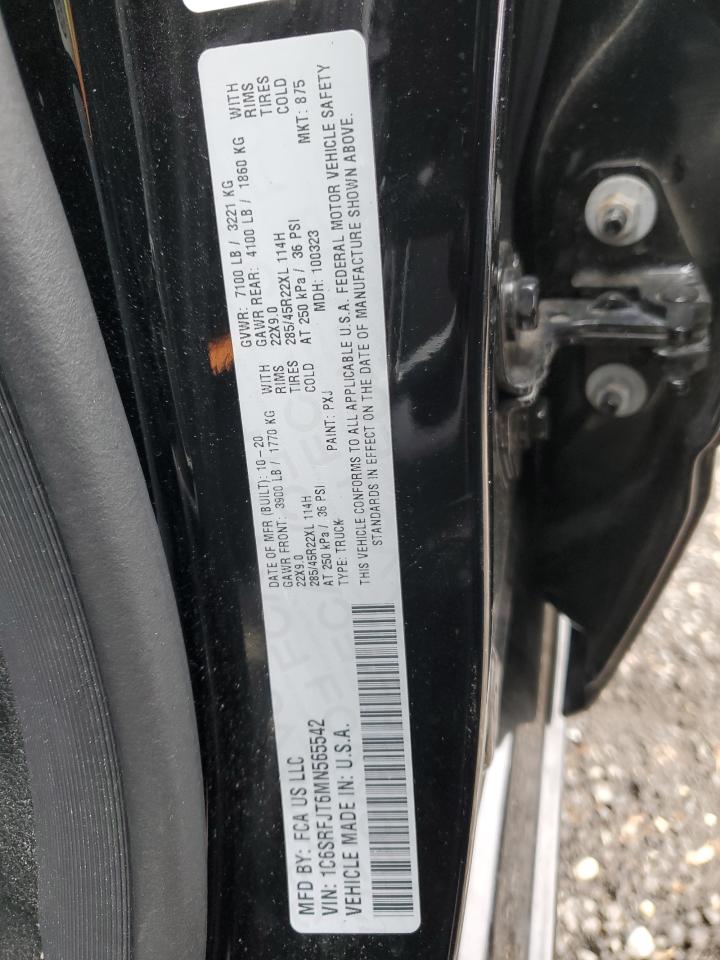 MFD BY: FCA US LLC
VIN: 1C6SRFJT6MN565542
VEHICLE MADE IN: U.S.A.
DATE OF MFR (BUILT): 10-20 GVWR: 7100 LB / 3221 KG
GAWR FRONT: 3900 LB / 1770 KG WITH GAWR REAR: 4100 LB / 1860 KG WITH
22X9.0 RIMS 22X9.0 RIMS
285/45R22XL 114H TIRES 285/45R22XL 114H TIRES
AT 250 kPa / 36 PSI COLD AT 250 kPa / 36 PSI COLD
TYPE: TRUCK PAINT: PXJ MDH: 100323 MKT: 875
THIS VEHICLE CONFORMS TO ALL APPLICABLE U.S.A. FEDERAL MOTOR VEHICLE SAFETY
STANDARDS IN EFFECT ON THE DATE OF MANUFACTURE SHOWN ABOVE.